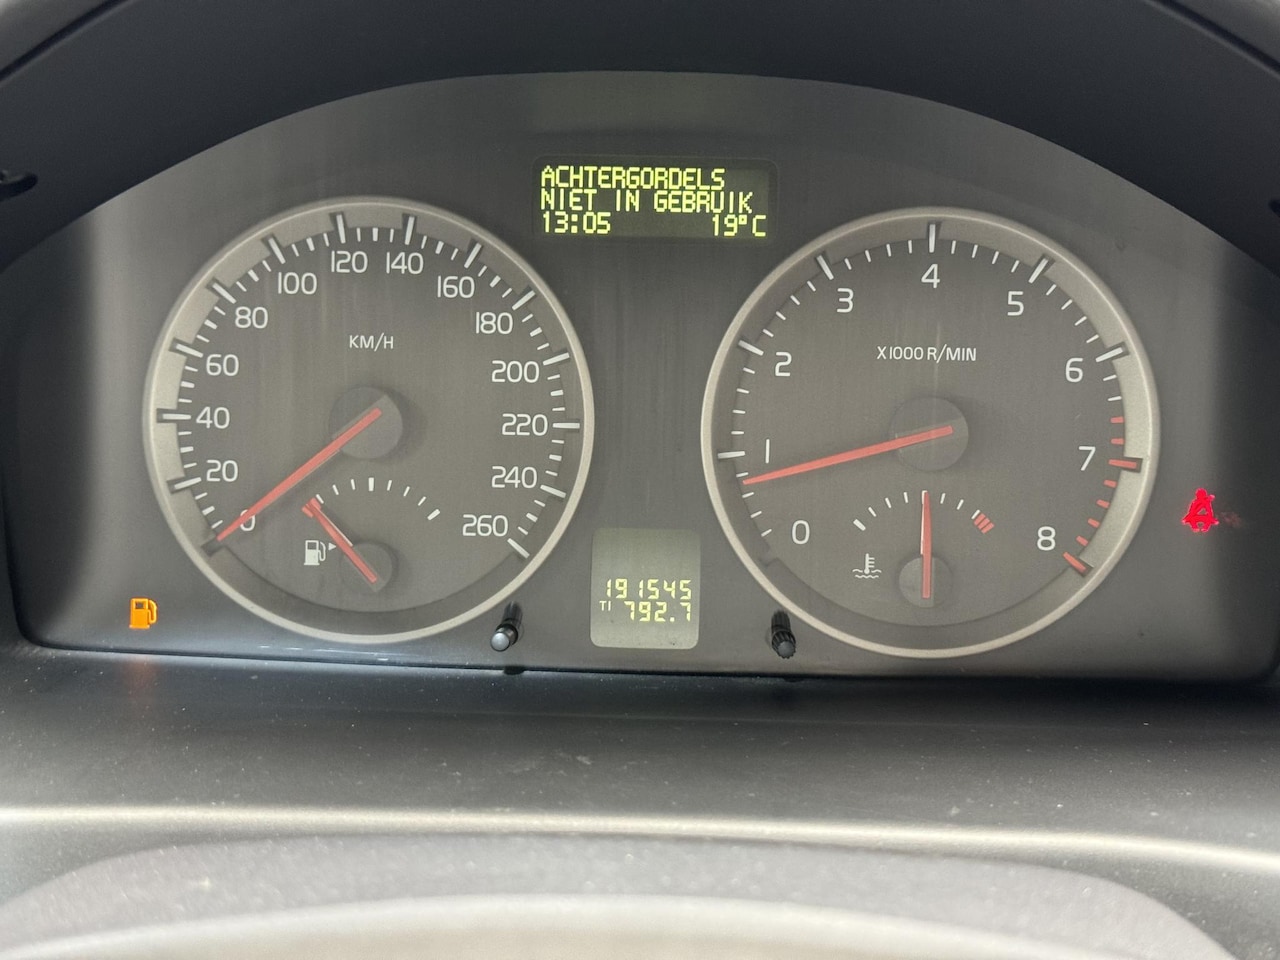 ACHTERGORDELS
NIET IN GEBRUIK
13:05 19°C
0 20 40 60 80 100 120 140 160 180 200 220 240 260
KM/H
0 1 2 3 4 5 6 7 8
X1000 R/MIN
191545
T1 792.7